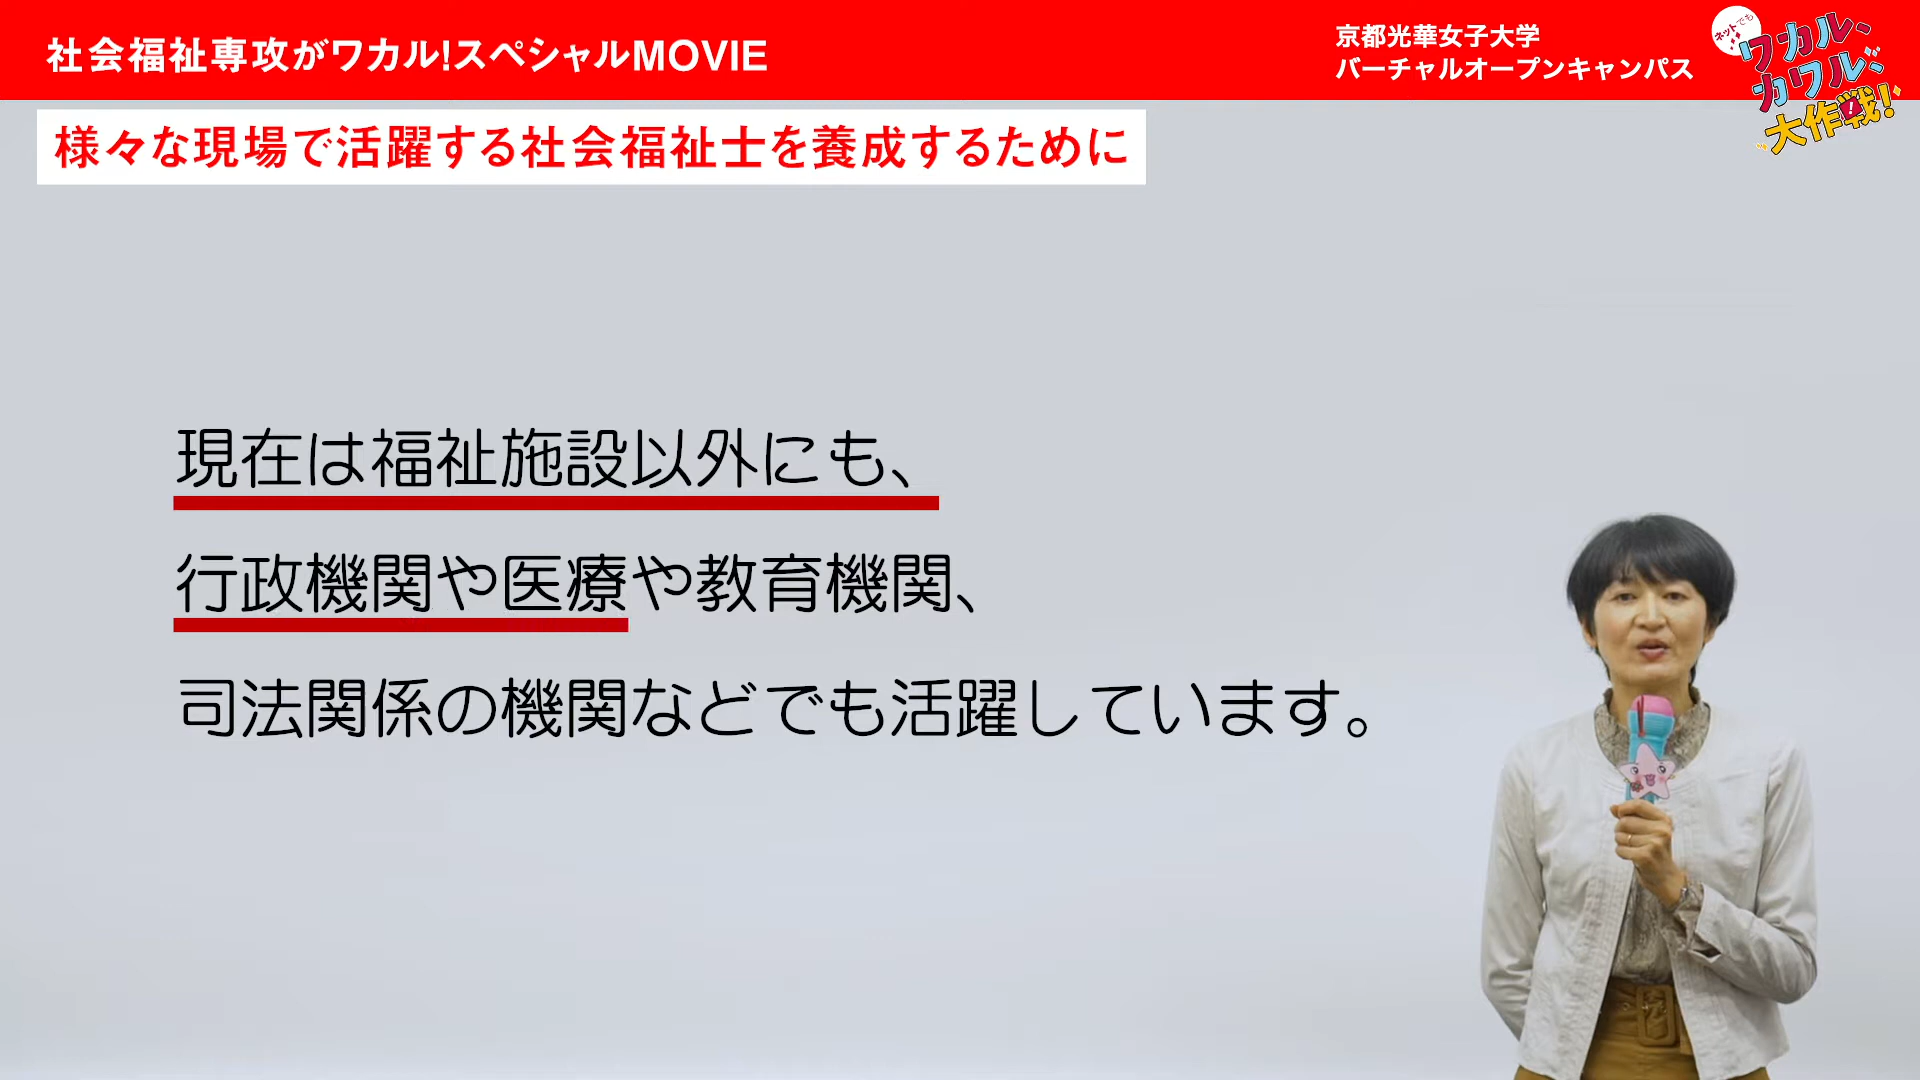 社会福祉専攻がワカル!スペシャルMOVIE
京都光華女子大学
バーチャルオープンキャンパス
ネットでも
ワカル、
カワル、
大作戦!
様々な現場で活躍する社会福祉士を養成するために
現在は福祉施設以外にも、
行政機関や医療や教育機関、
司法関係の機関などでも活躍しています。